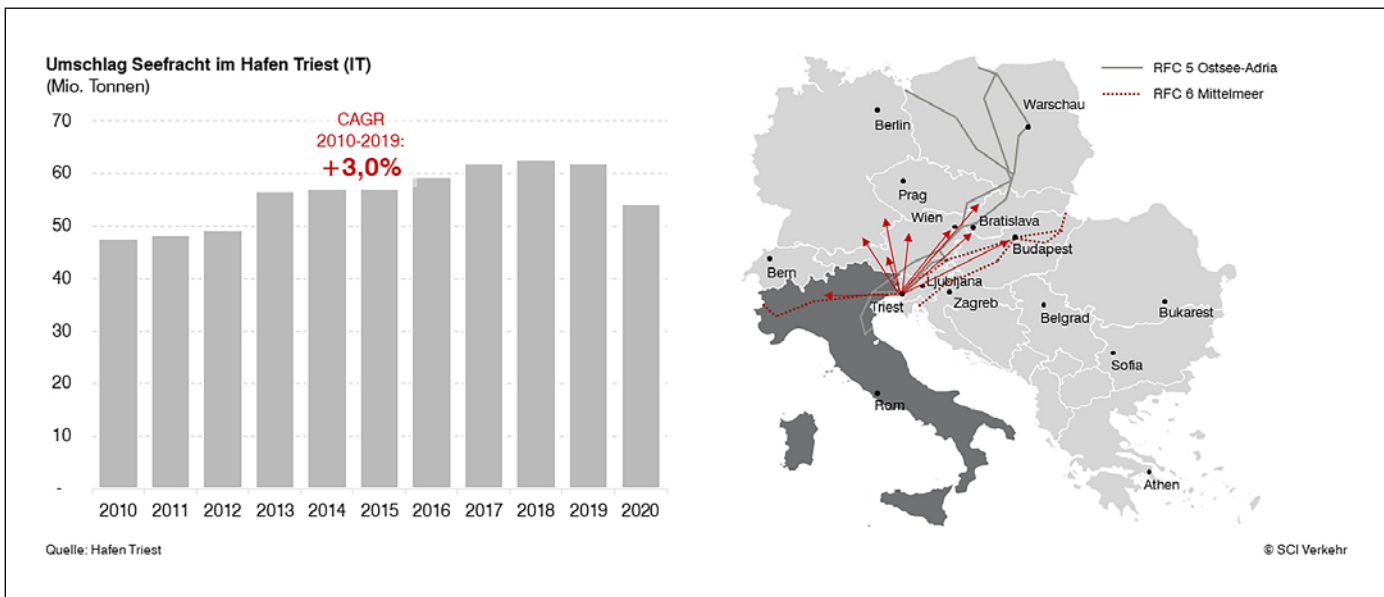 Umschlag Seefracht im Hafen Triest (IT)
(Mio. Tonnen)
70
60
50
40
30
20
10
-
CAGR
2010-2019:
+3,0%
2010 2011 2012 2013 2014 2015 2016 2017 2018 2019 2020
Quelle: Hafen Triest
RFC 5 Ostsee-Adria
RFC 6 Mittelmeer
Warschau
Berlin
Prag
Wien
Bratislava
Budapest
Bern
Ljubljana
Triest
Zagreb
Belgrad
Bukarest
Sofia
Rom
Athen
© SCI Verkehr